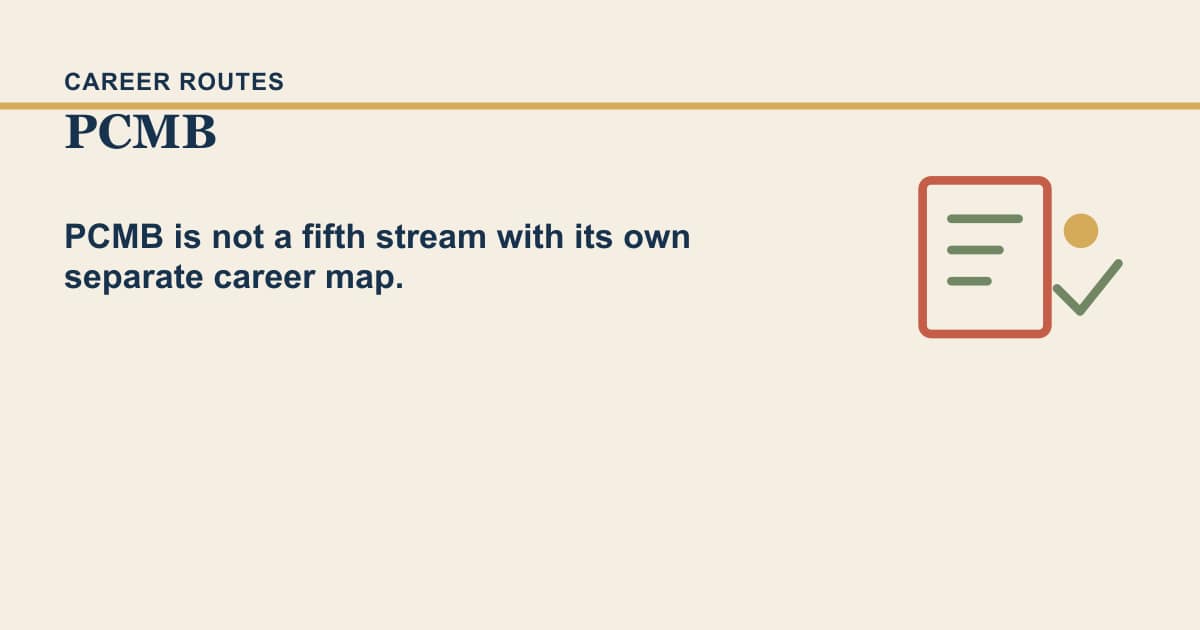 CAREER ROUTES
PCMB
PCMB is not a fifth stream with its own
separate career map.